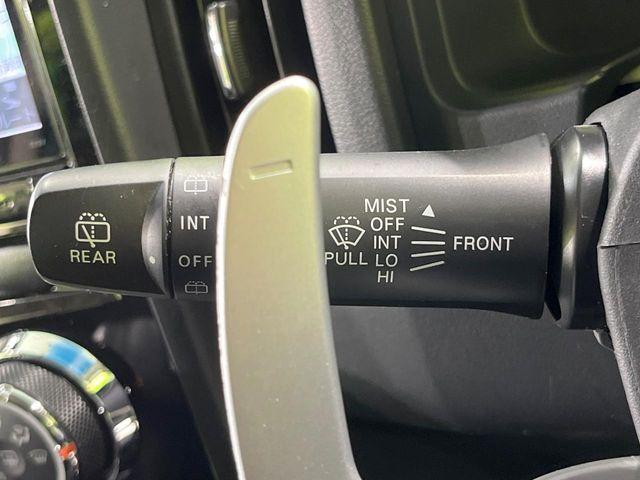 REAR
INT
OFF
PULL
MIST
OFF
INT
LO
HI
FRONT